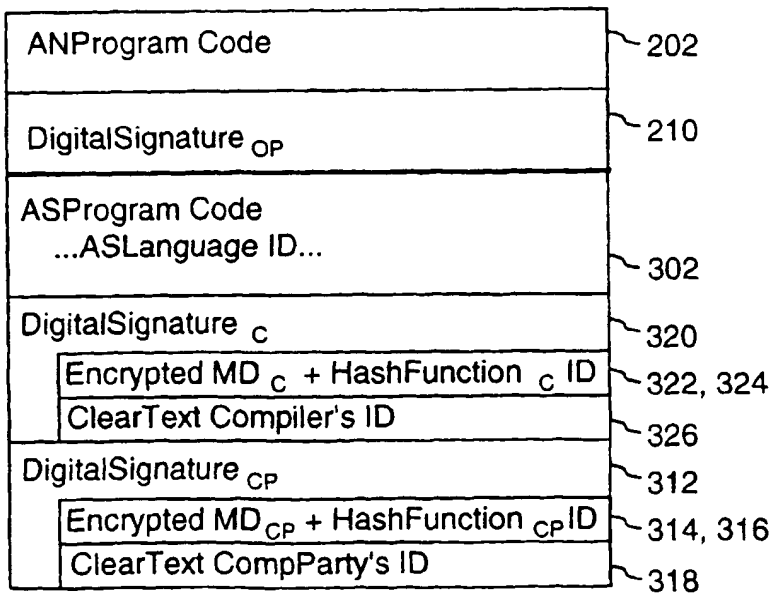 ANProgram Code 202
DigitalSignature OP 210
ASProgram Code
...ASLanguage ID... 302
DigitalSignature C 320
Encrypted MD C + HashFunction C ID 322, 324
ClearText Compiler's ID 326
DigitalSignature CP 312
Encrypted MD CP + HashFunction CP ID 314, 316
ClearText CompParty's ID 318